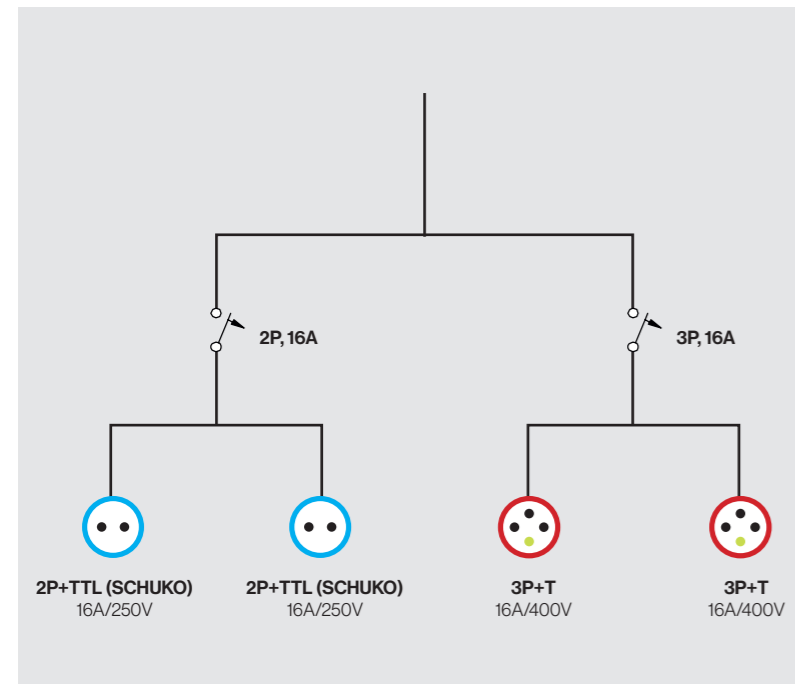 2P, 16A
3P, 16A
2P+TTL (SCHUKO)
16A/250V
2P+TTL (SCHUKO)
16A/250V
3P+T
16A/400V
3P+T
16A/400V